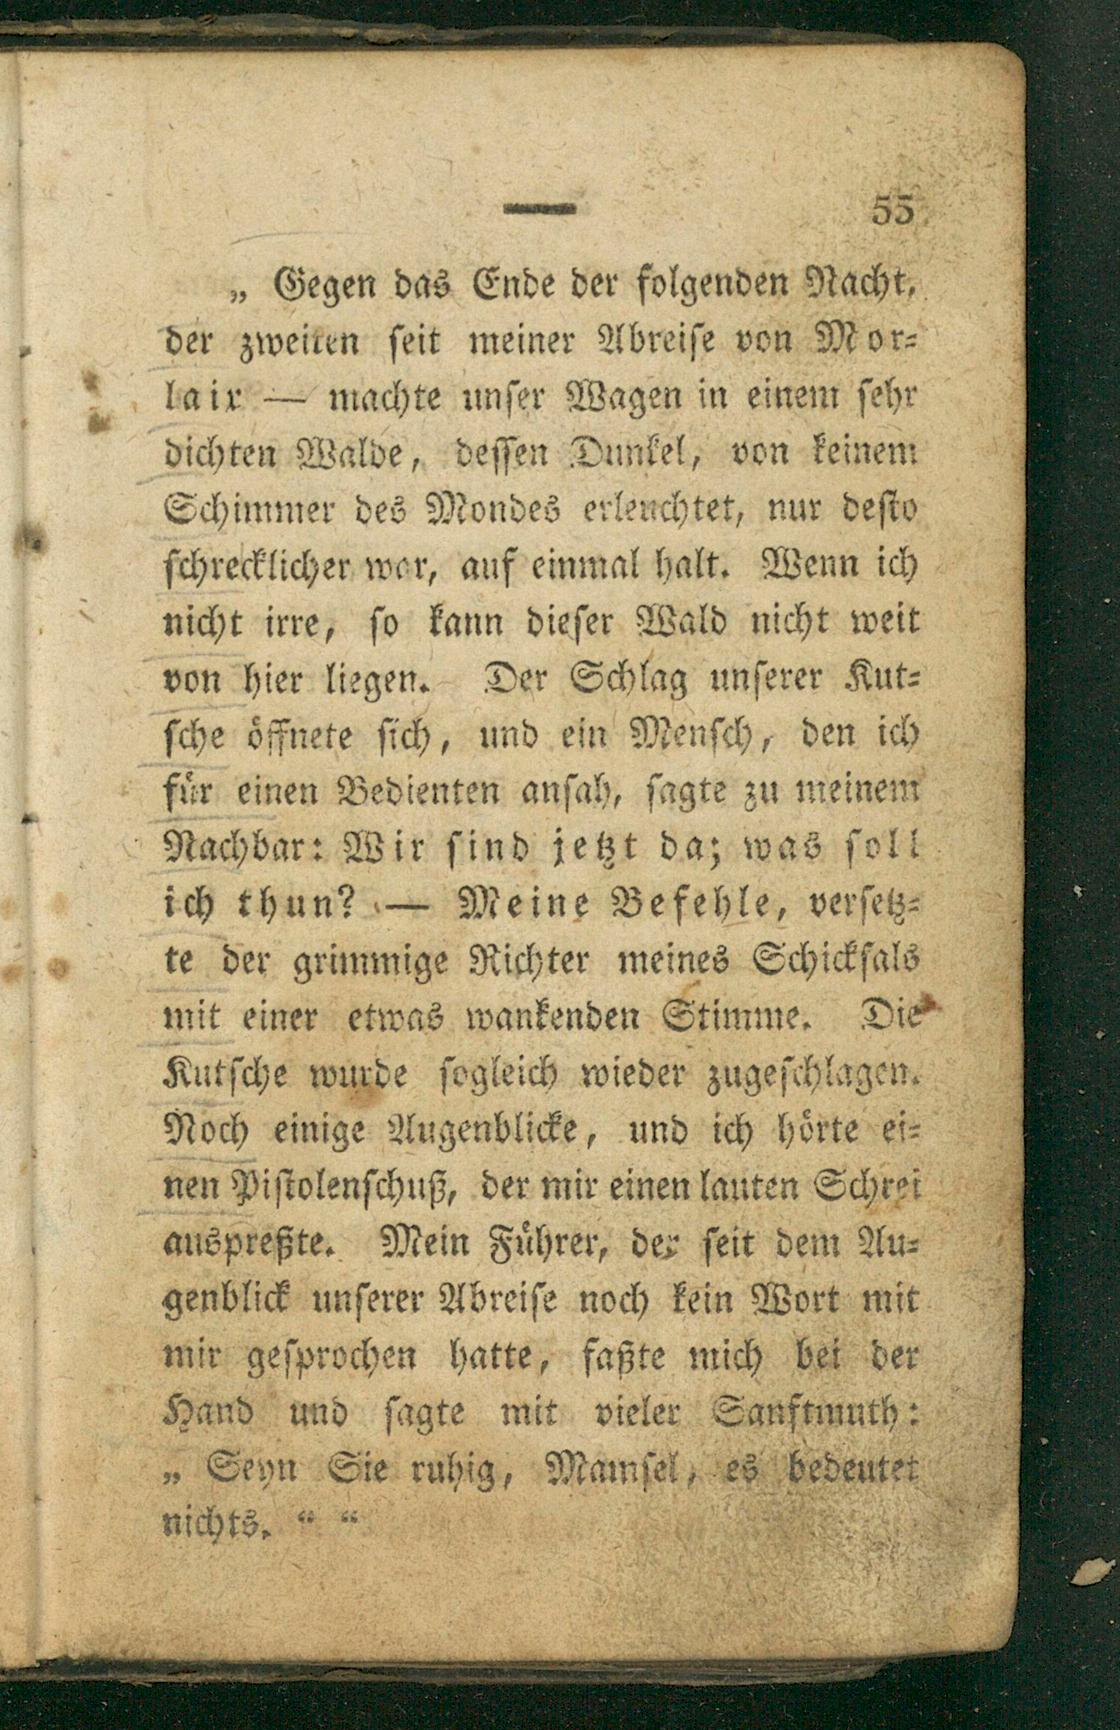 — 55
„ Gegen das Ende der folgenden Nacht,
der zweiten seit meiner Abreise von Mor-
lair — machte unser Wagen in einem sehr
dichten Walde, dessen Dunkel, von keinem
Schimmer des Mondes erleuchtet, nur desto
schrecklicher war, auf einmal halt. Wenn ich
nicht irre, so kann dieser Wald nicht weit
von hier liegen. Der Schlag unserer Kut-
sche öffnete sich, und ein Mensch, den ich
für einen Bedienten ansah, sagte zu meinem
Nachbar: Wir sind jetzt da; was soll
ich thun? — Meine Befehle, versetz-
te der grimmige Richter meines Schicksals
mit einer etwas wankenden Stimme. Die
Kutsche wurde sogleich wieder zugeschlagen.
Noch einige Augenblicke, und ich hörte ei-
nen Pistolenschuß, der mir einen lauten Schrei
auspreßte. Mein Führer, der seit dem Au-
genblick unserer Abreise noch kein Wort mit
mir gesprochen hatte, faßte mich bei der
Hand und sagte mit vieler Sanftmuth:
„ Seyn Sie ruhig, Mamsel, es bedeutet
nichts. “ “